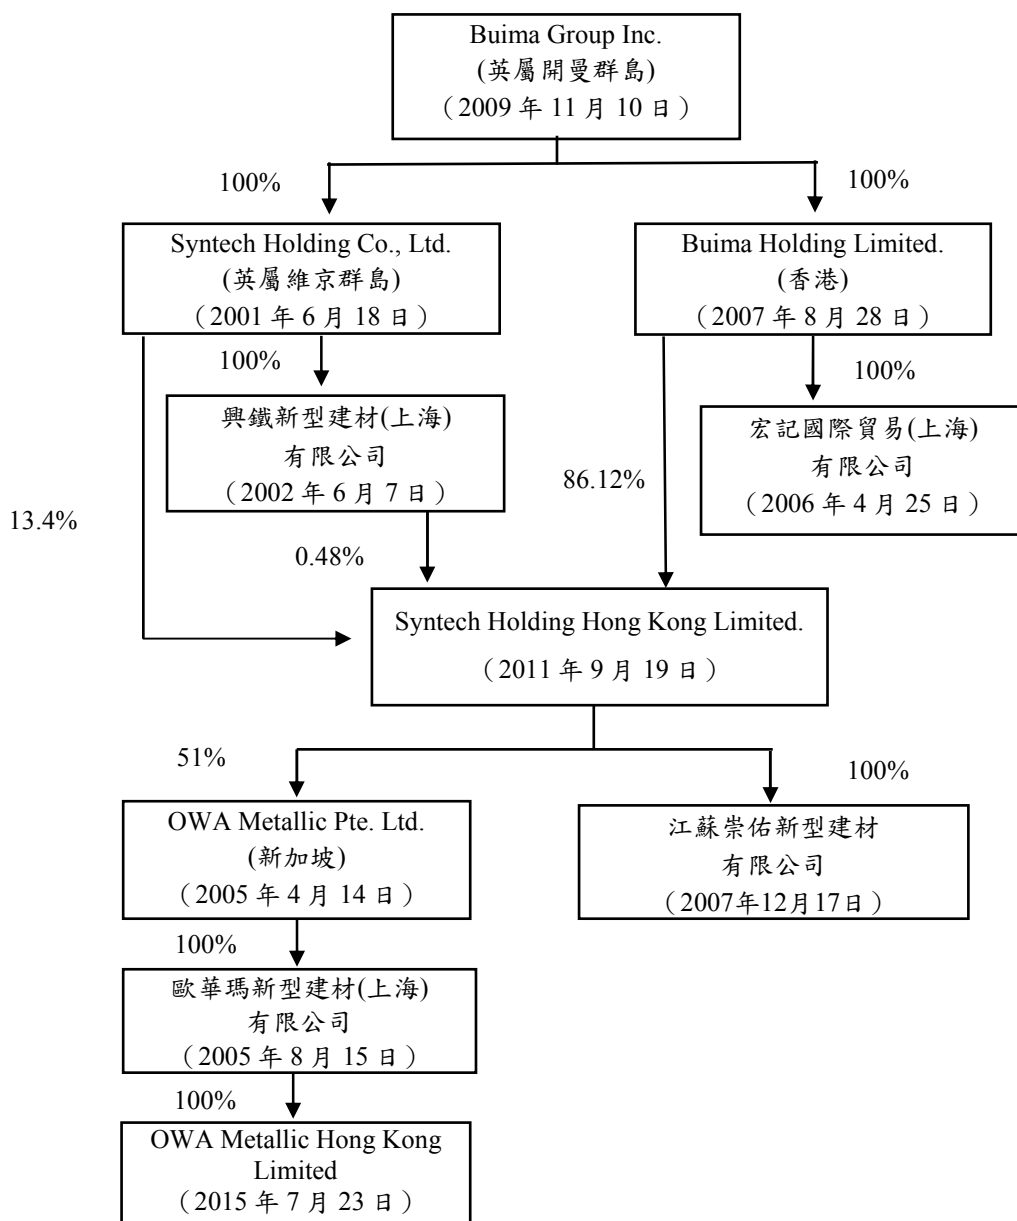 Buima Group Inc.
(英屬開曼群島)
（2009 年 11 月 10 日）
100%
100%
Syntech Holding Co., Ltd.
(英屬維京群島)
（2001 年 6 月 18 日）
Buima Holding Limited.
(香港)
（2007 年 8 月 28 日）
100%
100%
興鐵新型建材(上海)
有限公司
（2002 年 6 月 7 日）
宏記國際貿易(上海)
有限公司
（2006 年 4 月 25 日）
86.12%
13.4%
0.48%
Syntech Holding Hong Kong Limited.
（2011 年 9 月 19 日）
51%
100%
OWA Metallic Pte. Ltd.
(新加坡)
（2005 年 4 月 14 日）
江蘇崇佑新型建材
有限公司
（2007年12月17日）
100%
歐華瑪新型建材(上海)
有限公司
（2005 年 8 月 15 日）
100%
OWA Metallic Hong Kong
Limited
（2015 年 7 月 23 日）